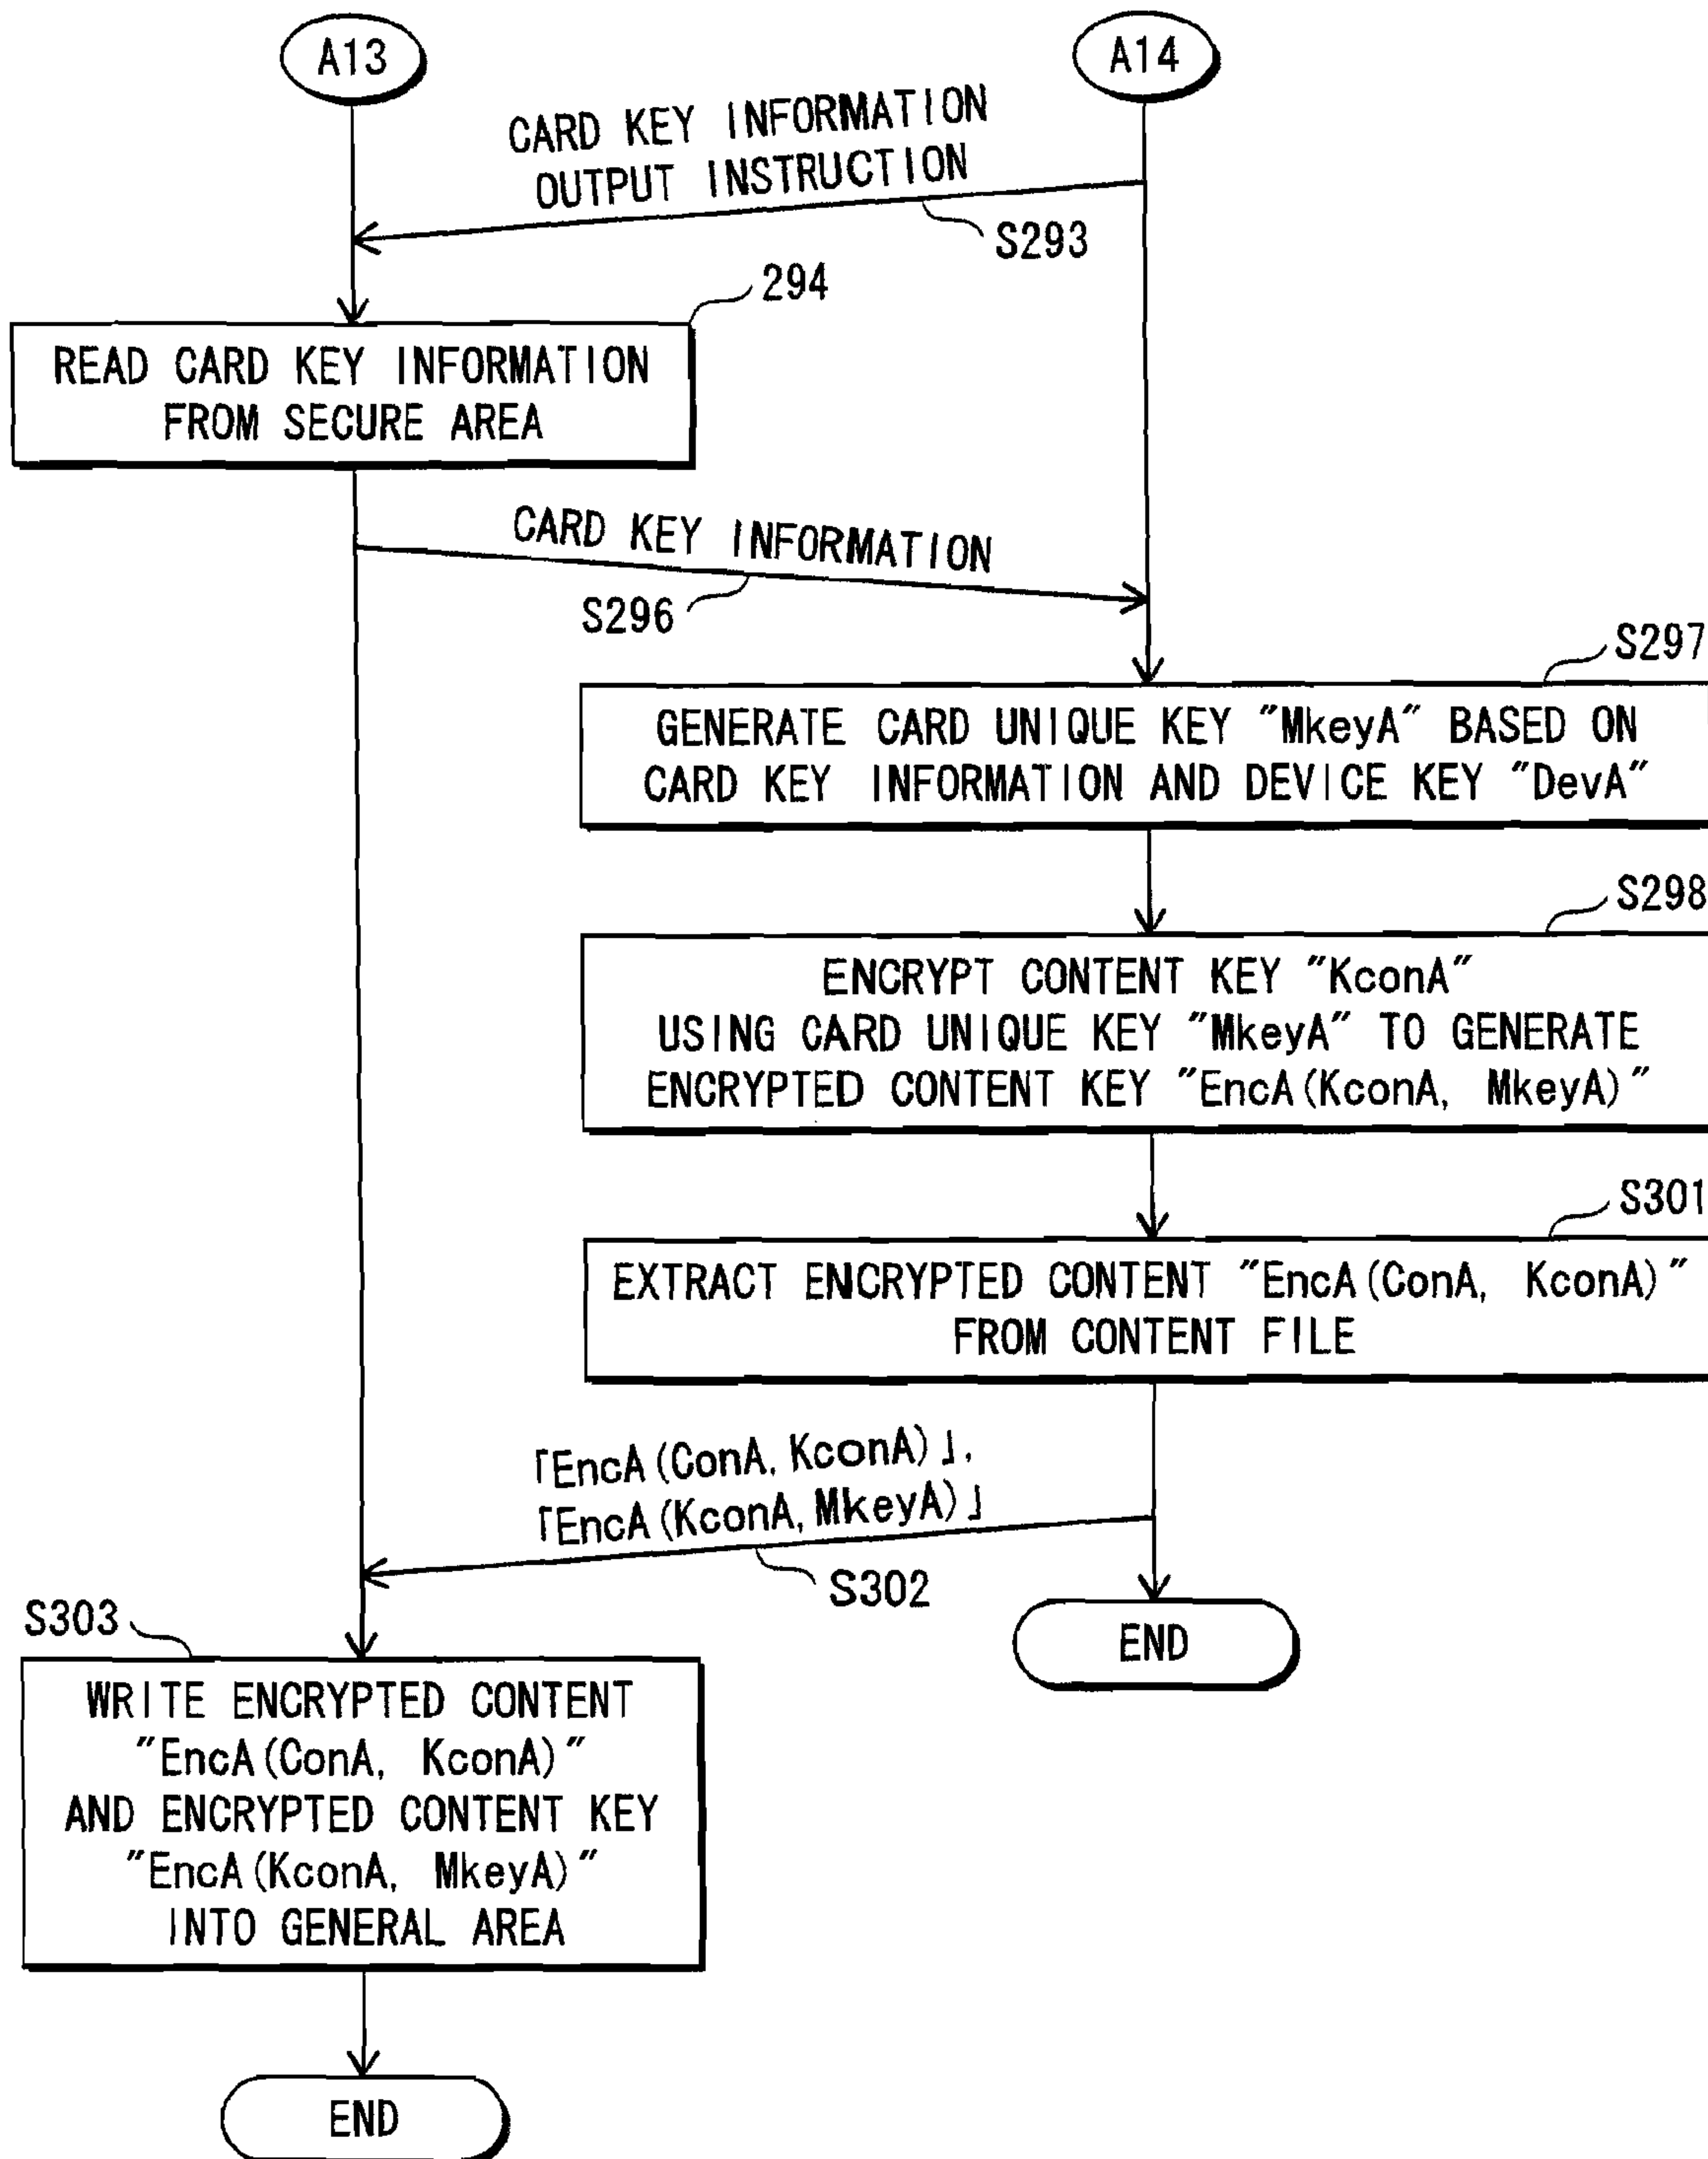 A13
A14
CARD KEY INFORMATION
OUTPUT INSTRUCTION
S293
294
READ CARD KEY INFORMATION
FROM SECURE AREA
CARD KEY INFORMATION
S296
S297
GENERATE CARD UNIQUE KEY "MkeyA" BASED ON
CARD KEY INFORMATION AND DEVICE KEY "DevA"
S298
ENCRYPT CONTENT KEY "KconA"
USING CARD UNIQUE KEY "MkeyA" TO GENERATE
ENCRYPTED CONTENT KEY "EncA(KconA, MkeyA)"
S301
EXTRACT ENCRYPTED CONTENT "EncA(ConA, KconA)"
FROM CONTENT FILE
「EncA(ConA, KconA)」,
「EncA(KconA, MkeyA)」
S302
END
S303
WRITE ENCRYPTED CONTENT
"EncA(ConA, KconA)"
AND ENCRYPTED CONTENT KEY
"EncA(KconA, MkeyA)"
INTO GENERAL AREA
END